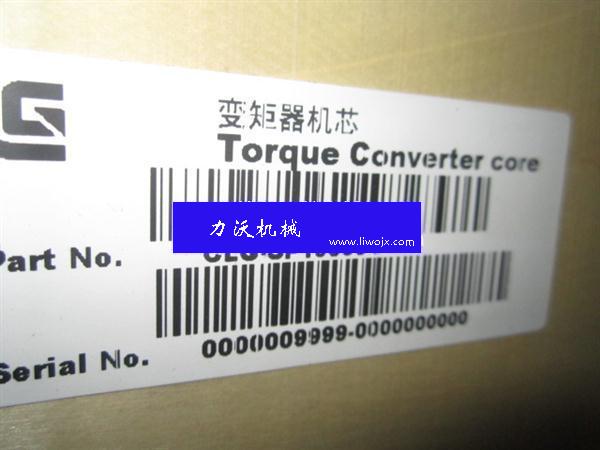 变矩器机芯
Torque Converter core
力沃机械
www.liwojx.com
Part No.
Serial No.
0000009999-0000000000